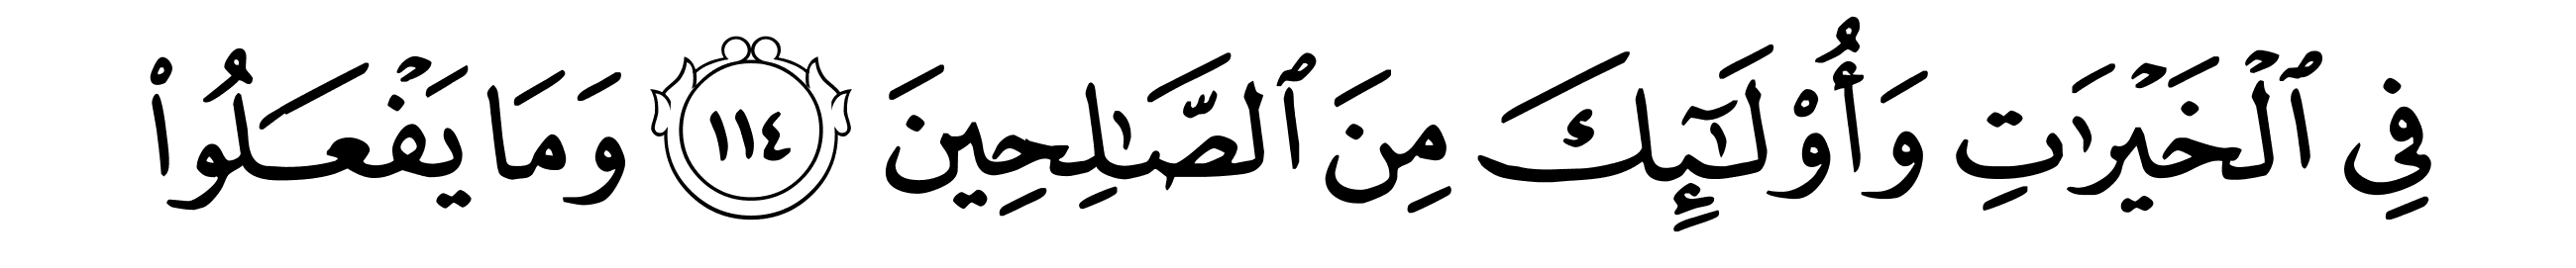 فِي ٱلْخَيْرَٰتِ وَأُوْلَـٰٓئِكَ مِنَ ٱلصَّـٰلِحِينَ ١١٤ وَمَا يَفْعَلُواْ